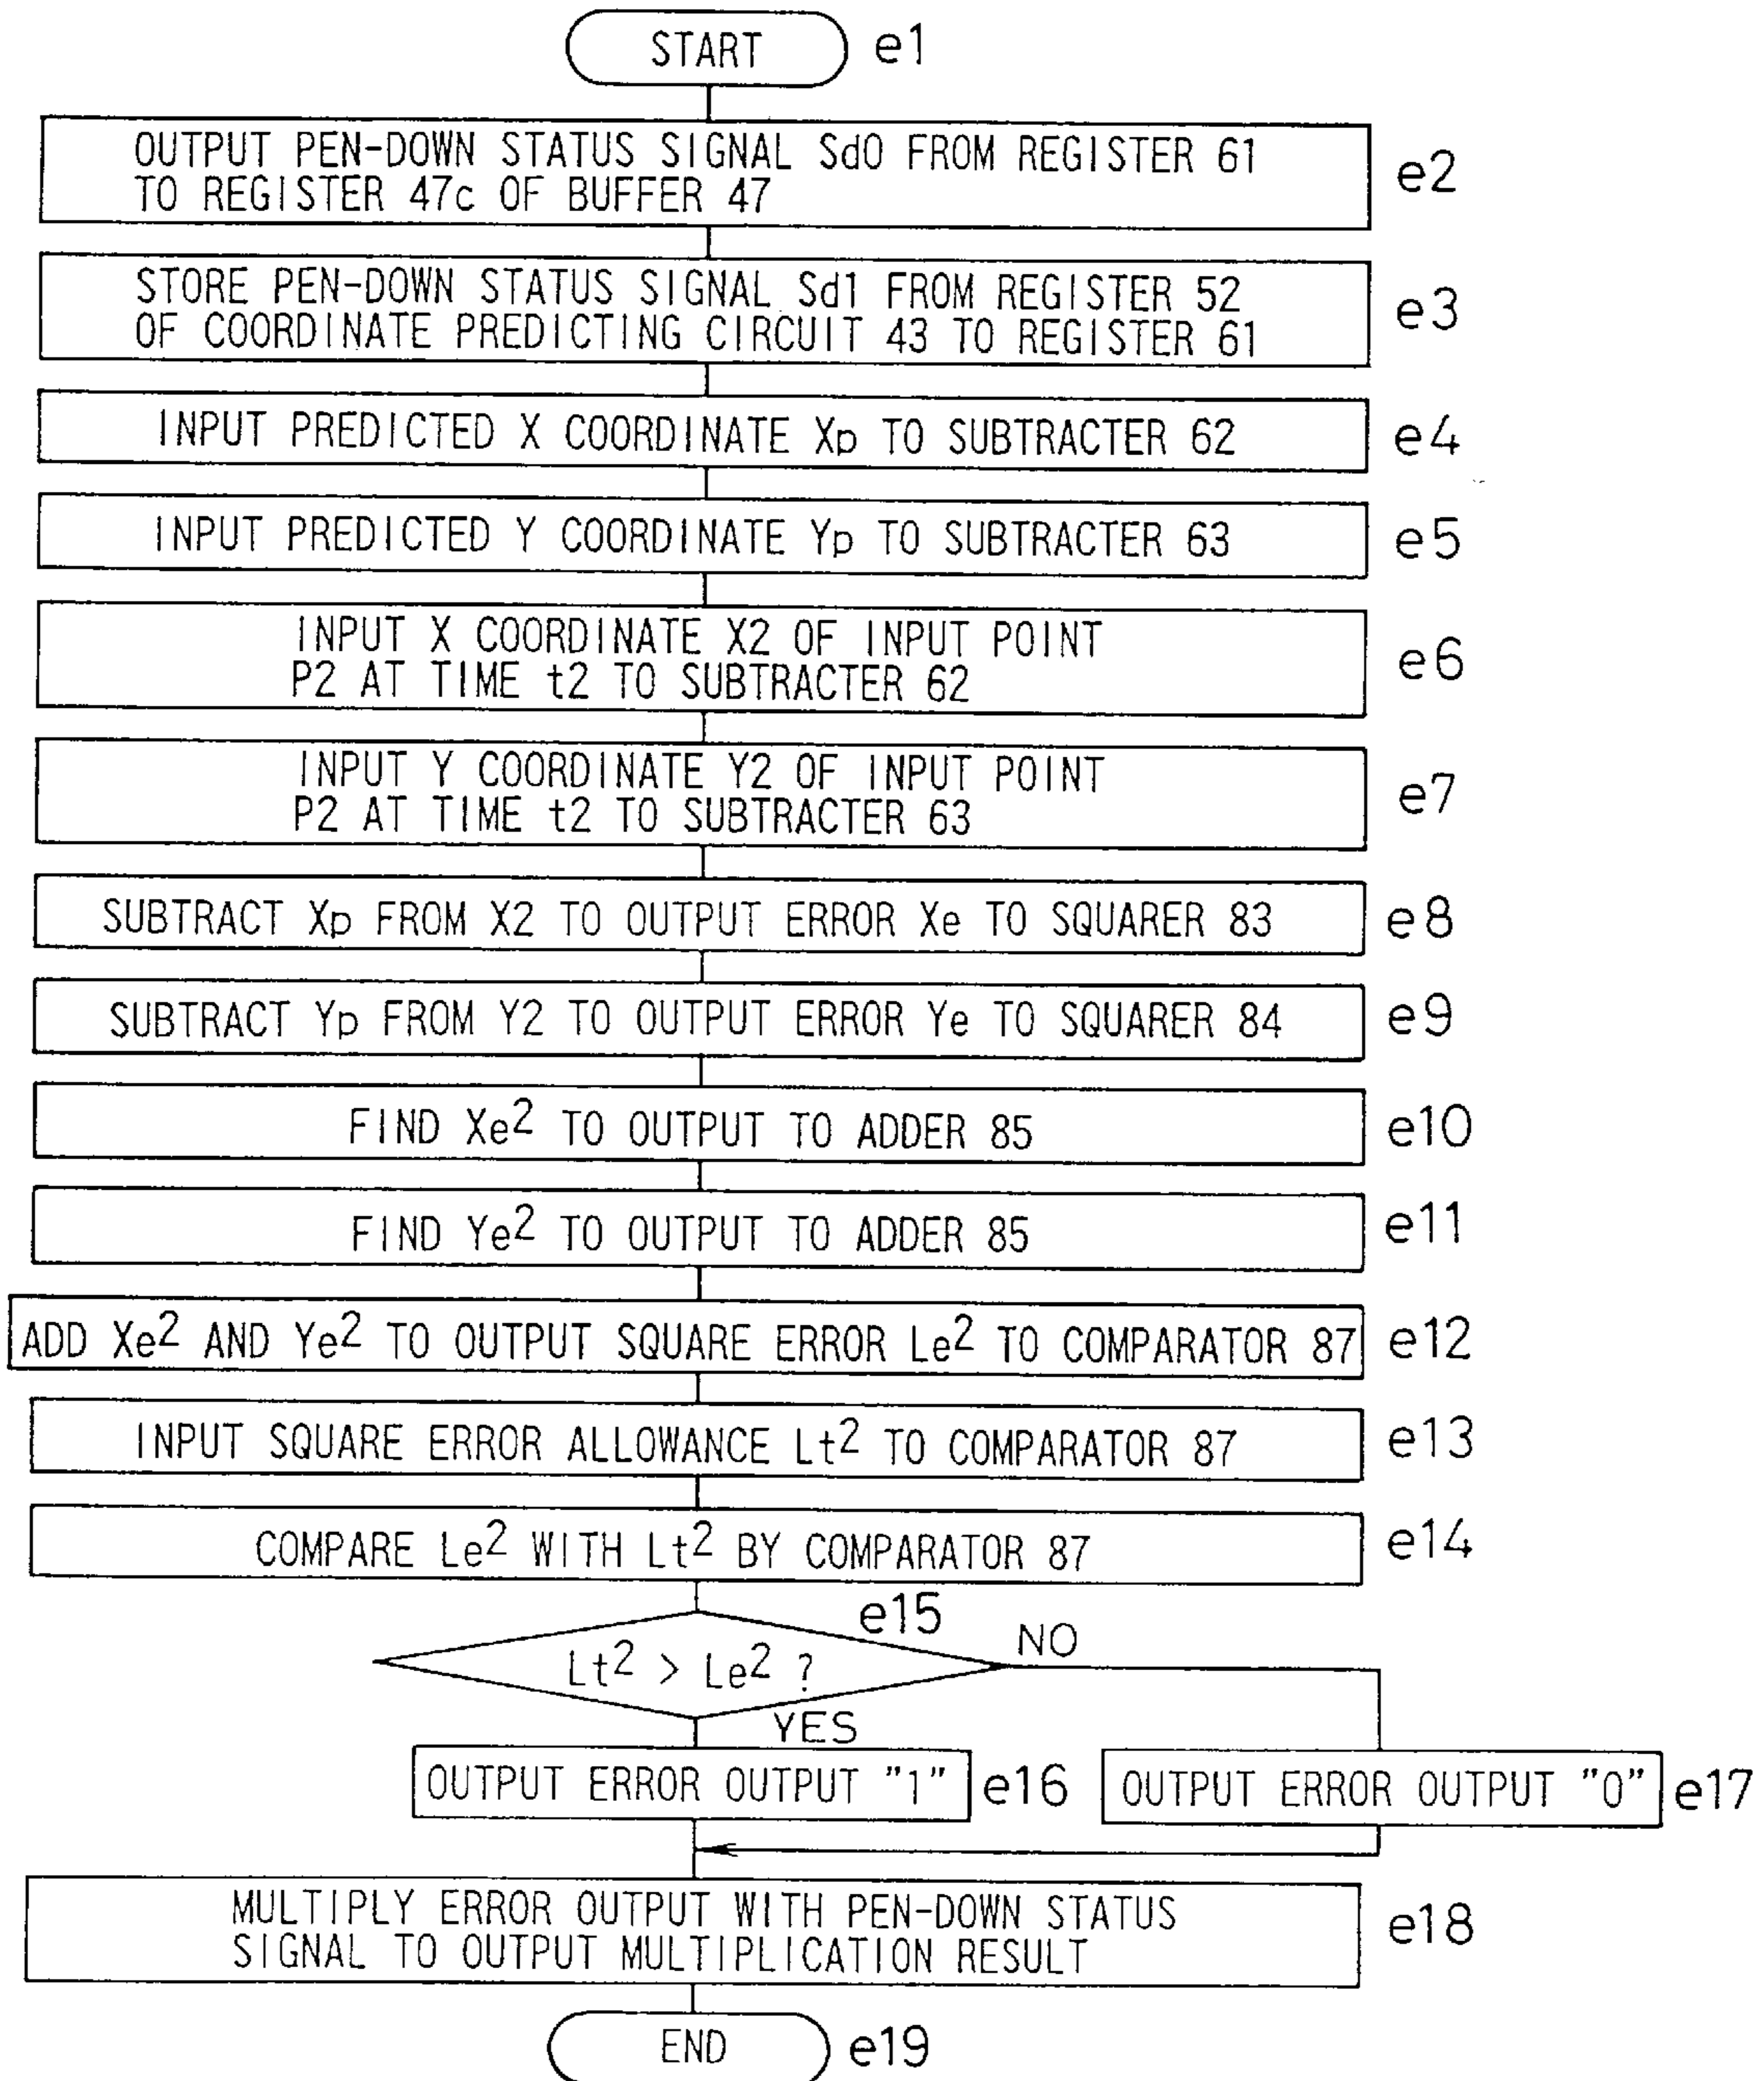 START e1
OUTPUT PEN-DOWN STATUS SIGNAL Sd0 FROM REGISTER 61
TO REGISTER 47c OF BUFFER 47
e2
STORE PEN-DOWN STATUS SIGNAL Sd1 FROM REGISTER 52
OF COORDINATE PREDICTING CIRCUIT 43 TO REGISTER 61
e3
INPUT PREDICTED X COORDINATE Xp TO SUBTRACTER 62 e4
INPUT PREDICTED Y COORDINATE Yp TO SUBTRACTER 63 e5
INPUT X COORDINATE X2 OF INPUT POINT
P2 AT TIME t2 TO SUBTRACTER 62
e6
INPUT Y COORDINATE Y2 OF INPUT POINT
P2 AT TIME t2 TO SUBTRACTER 63
e7
SUBTRACT Xp FROM X2 TO OUTPUT ERROR Xe TO SQUARER 83 e8
SUBTRACT Yp FROM Y2 TO OUTPUT ERROR Ye TO SQUARER 84 e9
FIND Xe² TO OUTPUT TO ADDER 85 e10
FIND Ye² TO OUTPUT TO ADDER 85 e11
ADD Xe² AND Ye² TO OUTPUT SQUARE ERROR Le² TO COMPARATOR 87 e12
INPUT SQUARE ERROR ALLOWANCE Lt² TO COMPARATOR 87 e13
COMPARE Le² WITH Lt² BY COMPARATOR 87 e14
e15
Lt² > Le² ?
NO
YES
OUTPUT ERROR OUTPUT "1" e16
OUTPUT ERROR OUTPUT "0" e17
MULTIPLY ERROR OUTPUT WITH PEN-DOWN STATUS
SIGNAL TO OUTPUT MULTIPLICATION RESULT
e18
END e19